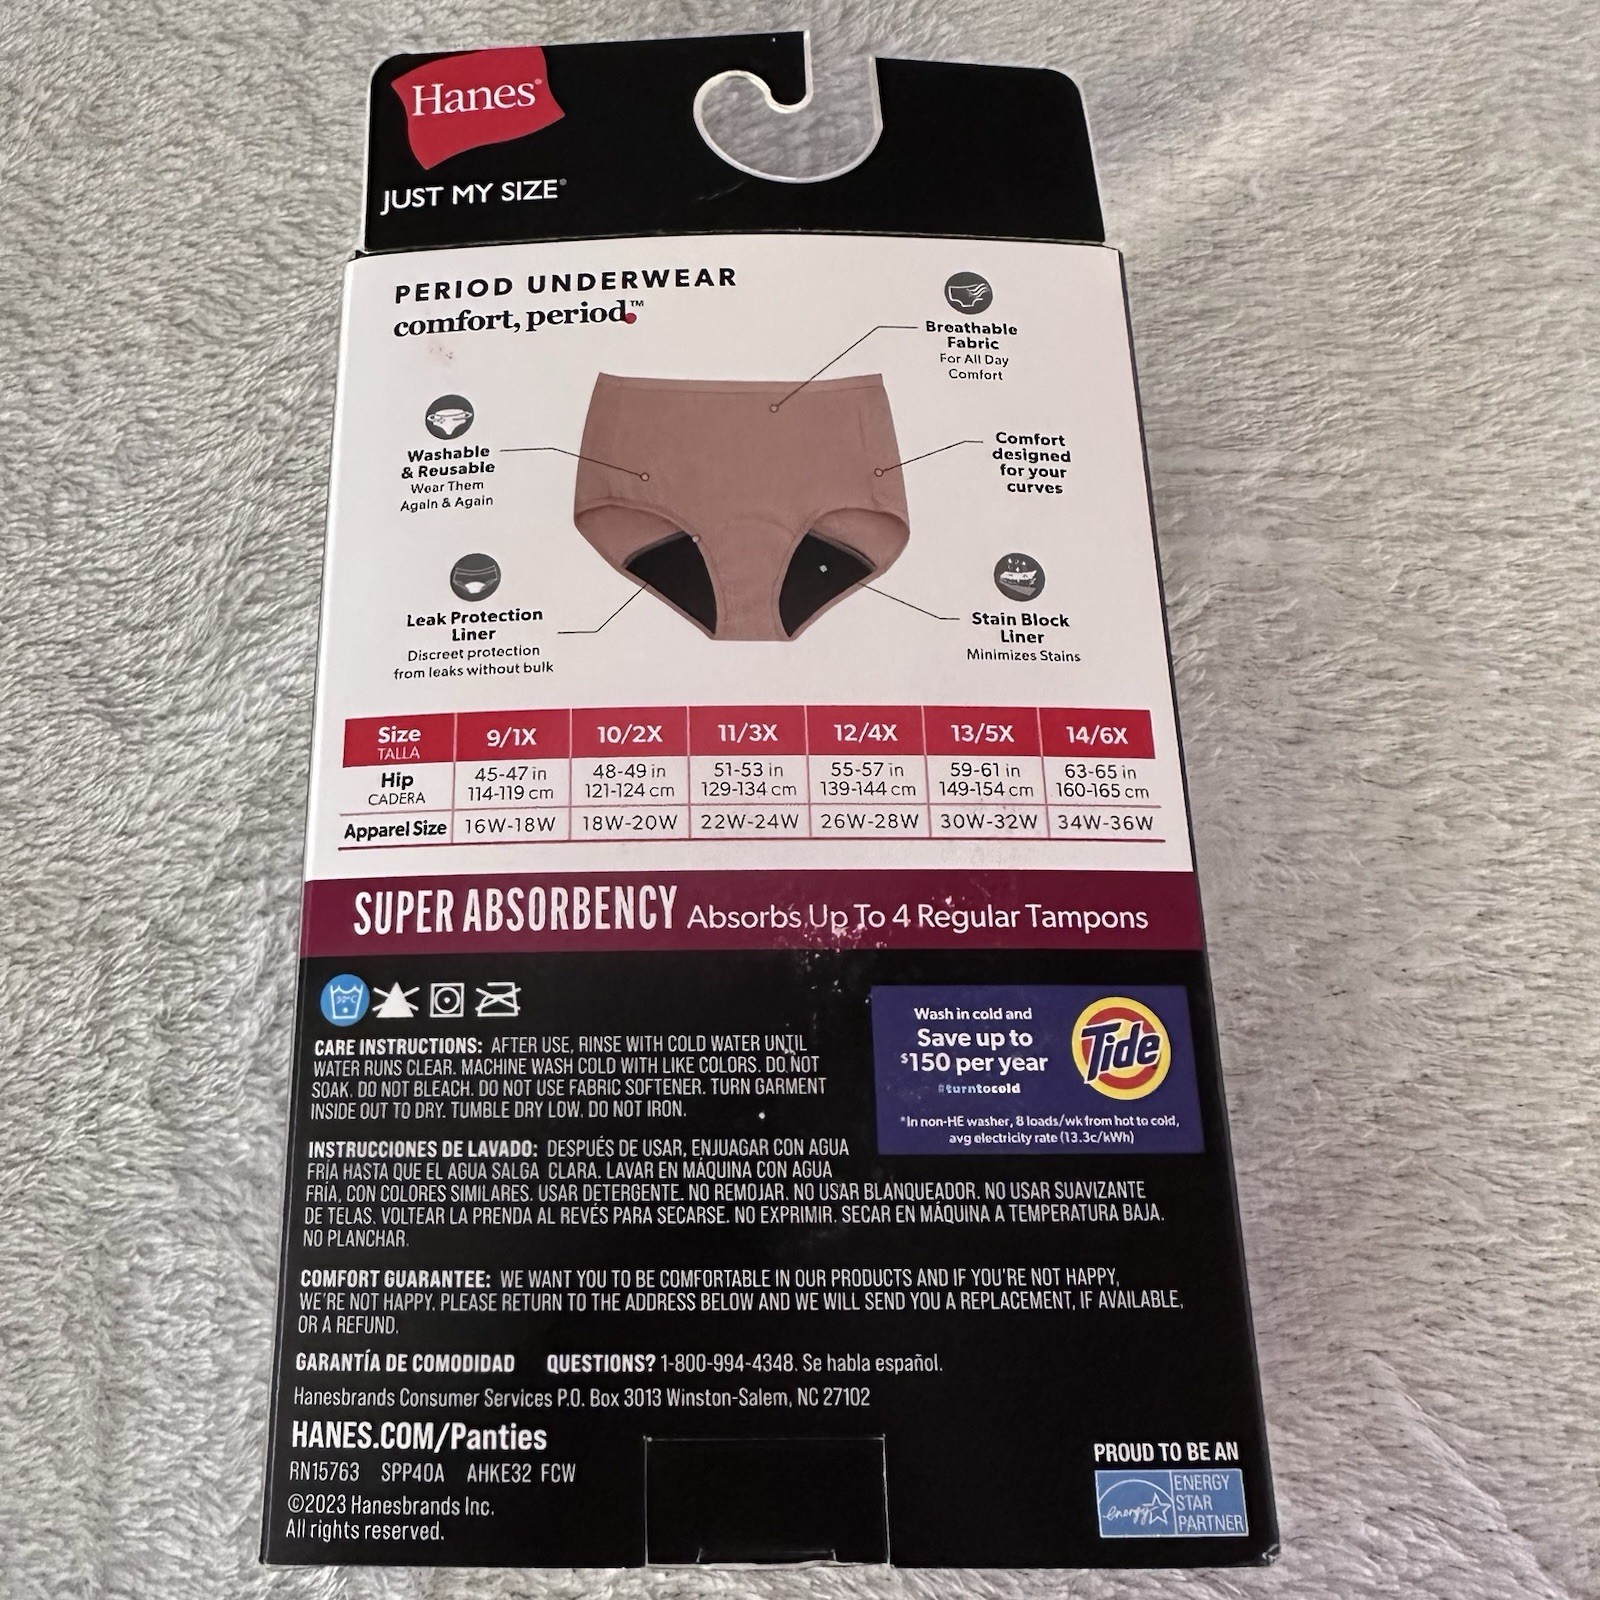 Hanes®
JUST MY SIZE®
PERIOD UNDERWEAR
comfort, period.™
Breathable
Fabric
For All Day
Comfort
Washable
& Reusable
Wear Them
Again & Again
Comfort
designed
for your
curves
Leak Protection
Liner
Discreet protection
from leaks without bulk
Stain Block
Liner
Minimizes Stains
Size TALLA 9/1X 10/2X 11/3X 12/4X 13/5X 14/6X
Hip CADERA 45-47 in 48-49 in 51-53 in 55-57 in 59-61 in 63-65 in
114-119 cm 121-124 cm 129-134 cm 139-144 cm 149-154 cm 160-165 cm
Apparel Size 16W-18W 18W-20W 22W-24W 26W-28W 30W-32W 34W-36W
SUPER ABSORBENCY Absorbs Up To 4 Regular Tampons
30°C
CARE INSTRUCTIONS: AFTER USE, RINSE WITH COLD WATER UNTIL
WATER RUNS CLEAR. MACHINE WASH COLD WITH LIKE COLORS. DO NOT
SOAK. DO NOT BLEACH. DO NOT USE FABRIC SOFTENER. TURN GARMENT
INSIDE OUT TO DRY. TUMBLE DRY LOW. DO NOT IRON.
Wash in cold and
Save up to
$150 per year
#turntocold
Tide
*In non-HE washer, 8 loads/wk from hot to cold,
avg electricity rate (13.3c/kWh)
INSTRUCCIONES DE LAVADO: DESPUÉS DE USAR, ENJUAGAR CON AGUA
FRÍA HASTA QUE EL AGUA SALGA CLARA. LAVAR EN MÁQUINA CON AGUA
FRÍA, CON COLORES SIMILARES. USAR DETERGENTE. NO REMOJAR. NO USAR BLANQUEADOR. NO USAR SUAVIZANTE
DE TELAS. VOLTEAR LA PRENDA AL REVÉS PARA SECARSE. NO EXPRIMIR. SECAR EN MÁQUINA A TEMPERATURA BAJA.
NO PLANCHAR.
COMFORT GUARANTEE: WE WANT YOU TO BE COMFORTABLE IN OUR PRODUCTS AND IF YOU'RE NOT HAPPY,
WE'RE NOT HAPPY. PLEASE RETURN TO THE ADDRESS BELOW AND WE WILL SEND YOU A REPLACEMENT, IF AVAILABLE,
OR A REFUND.
GARANTÍA DE COMODIDAD QUESTIONS? 1-800-994-4348. Se habla español.
Hanesbrands Consumer Services P.O. Box 3013 Winston-Salem, NC 27102
HANES.COM/Panties
RN15763 SPP40A AHKE32 FCW
©2023 Hanesbrands Inc.
All rights reserved.
PROUD TO BE AN
energy
ENERGY
STAR
PARTNER